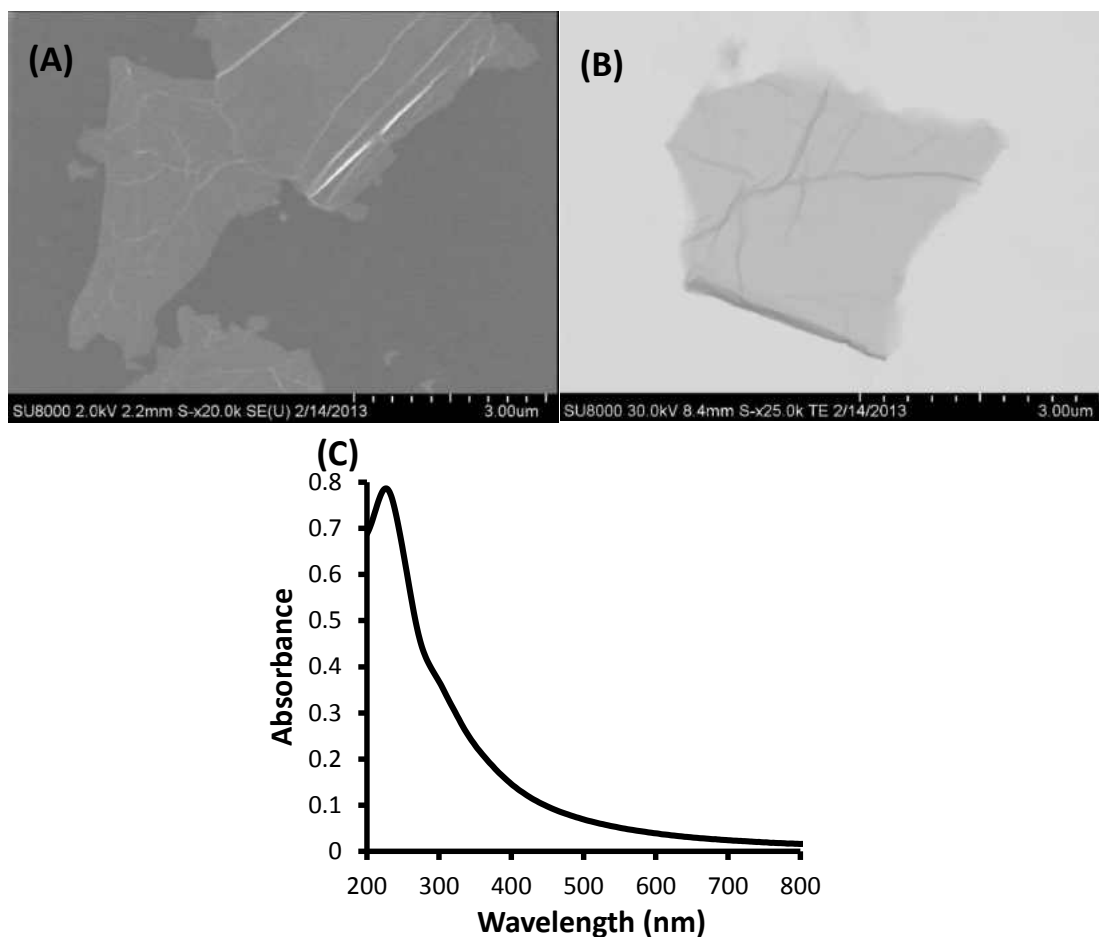 (A)
(B)
SU8000 2.0kV 2.2mm S-x20.0k SE(U) 2/14/2013 3.00um
SU8000 30.0kV 8.4mm S-x25.0k TE 2/14/2013 3.00um
(C)
0.8
0.7
0.6
0.5
0.4
0.3
0.2
0.1
0
Absorbance
200 300 400 500 600 700 800
Wavelength (nm)